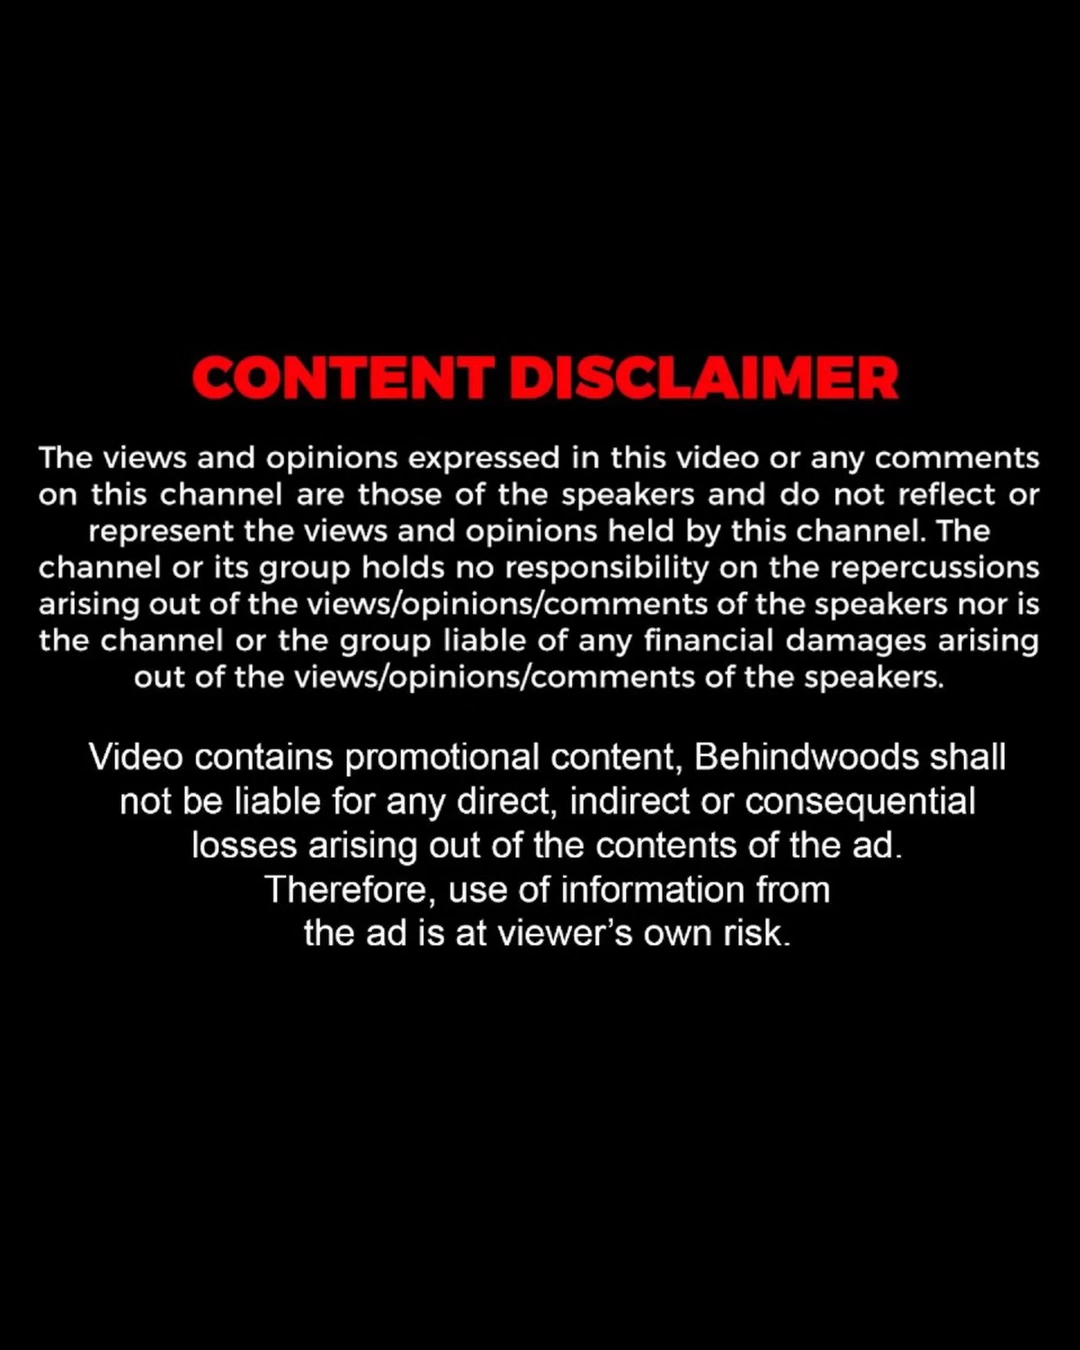 CONTENT DISCLAIMER
The views and opinions expressed in this video or any comments
on this channel are those of the speakers and do not reflect or
represent the views and opinions held by this channel. The
channel or its group holds no responsibility on the repercussions
arising out of the views/opinions/comments of the speakers nor is
the channel or the group liable of any financial damages arising
out of the views/opinions/comments of the speakers.
Video contains promotional content, Behindwoods shall
not be liable for any direct, indirect or consequential
losses arising out of the contents of the ad.
Therefore, use of information from
the ad is at viewer’s own risk.